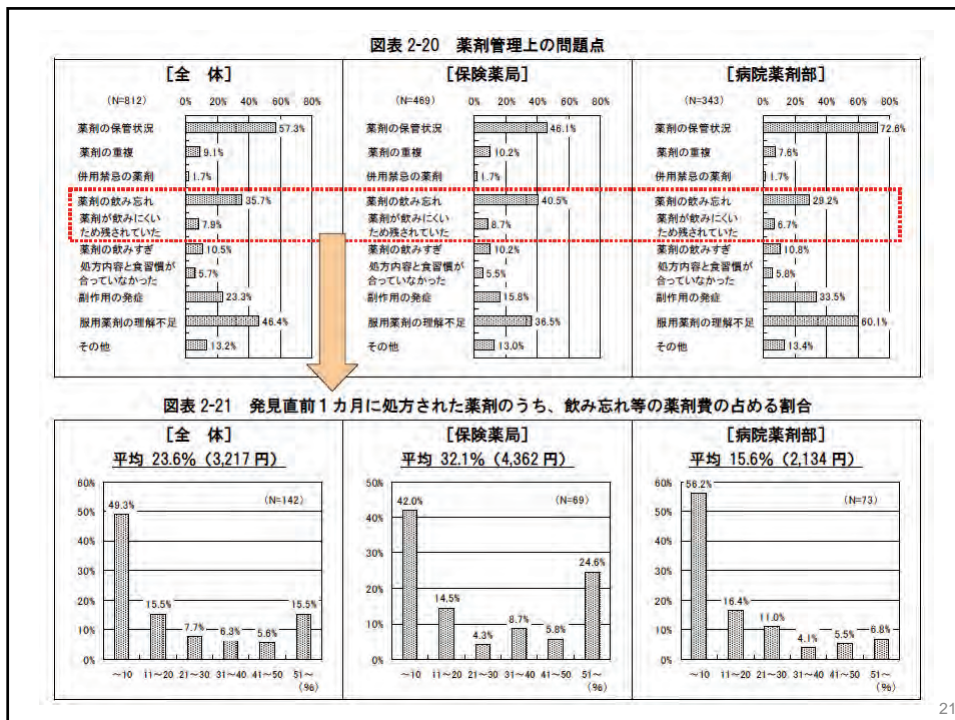 図表 2-20 薬剤管理上の問題点
[全 体]
(N=812) 0% 20% 40% 60% 80%
薬剤の保管状況 57.3%
薬剤の重複 9.1%
併用禁忌の薬剤 1.7%
薬剤の飲み忘れ 35.7%
薬剤が飲みにくい
ため残されていた 7.9%
薬剤の飲みすぎ 10.5%
処方内容と食習慣が
合っていなかった 5.7%
副作用の発症 23.3%
服用薬剤の理解不足 46.4%
その他 13.2%
[保険薬局]
(N=469) 0% 20% 40% 60% 80%
薬剤の保管状況 46.1%
薬剤の重複 10.2%
併用禁忌の薬剤 1.7%
薬剤の飲み忘れ 40.5%
薬剤が飲みにくい
ため残されていた 8.7%
薬剤の飲みすぎ 10.2%
処方内容と食習慣が
合っていなかった 5.5%
副作用の発症 15.8%
服用薬剤の理解不足 36.5%
その他 13.0%
[病院薬剤部]
(N=343) 0% 20% 40% 60% 80%
薬剤の保管状況 72.6%
薬剤の重複 7.6%
併用禁忌の薬剤 1.7%
薬剤の飲み忘れ 29.2%
薬剤が飲みにくい
ため残されていた 6.7%
薬剤の飲みすぎ 10.8%
処方内容と食習慣が
合っていなかった 5.8%
副作用の発症 33.5%
服用薬剤の理解不足 60.1%
その他 13.4%
図表 2-21 発見直前1カ月に処方された薬剤のうち、飲み忘れ等の薬剤費の占める割合
[全 体]
平均 23.6%(3,217 円)
(N=142)
60%
50%
40%
30%
20%
10%
0%
49.3% 15.5% 7.7% 6.3% 5.6% 15.5%
~10 11~20 21~30 31~40 41~50 51~
(%)
[保険薬局]
平均 32.1%(4,362 円)
(N=69)
50%
40%
30%
20%
10%
0%
42.0% 14.5% 4.3% 8.7% 5.8% 24.6%
~10 11~20 21~30 31~40 41~50 51~
(%)
[病院薬剤部]
平均 15.6%(2,134 円)
(N=73)
60%
50%
40%
30%
20%
10%
0%
56.2% 16.4% 11.0% 4.1% 5.5% 6.8%
~10 11~20 21~30 31~40 41~50 51~
(%)
21